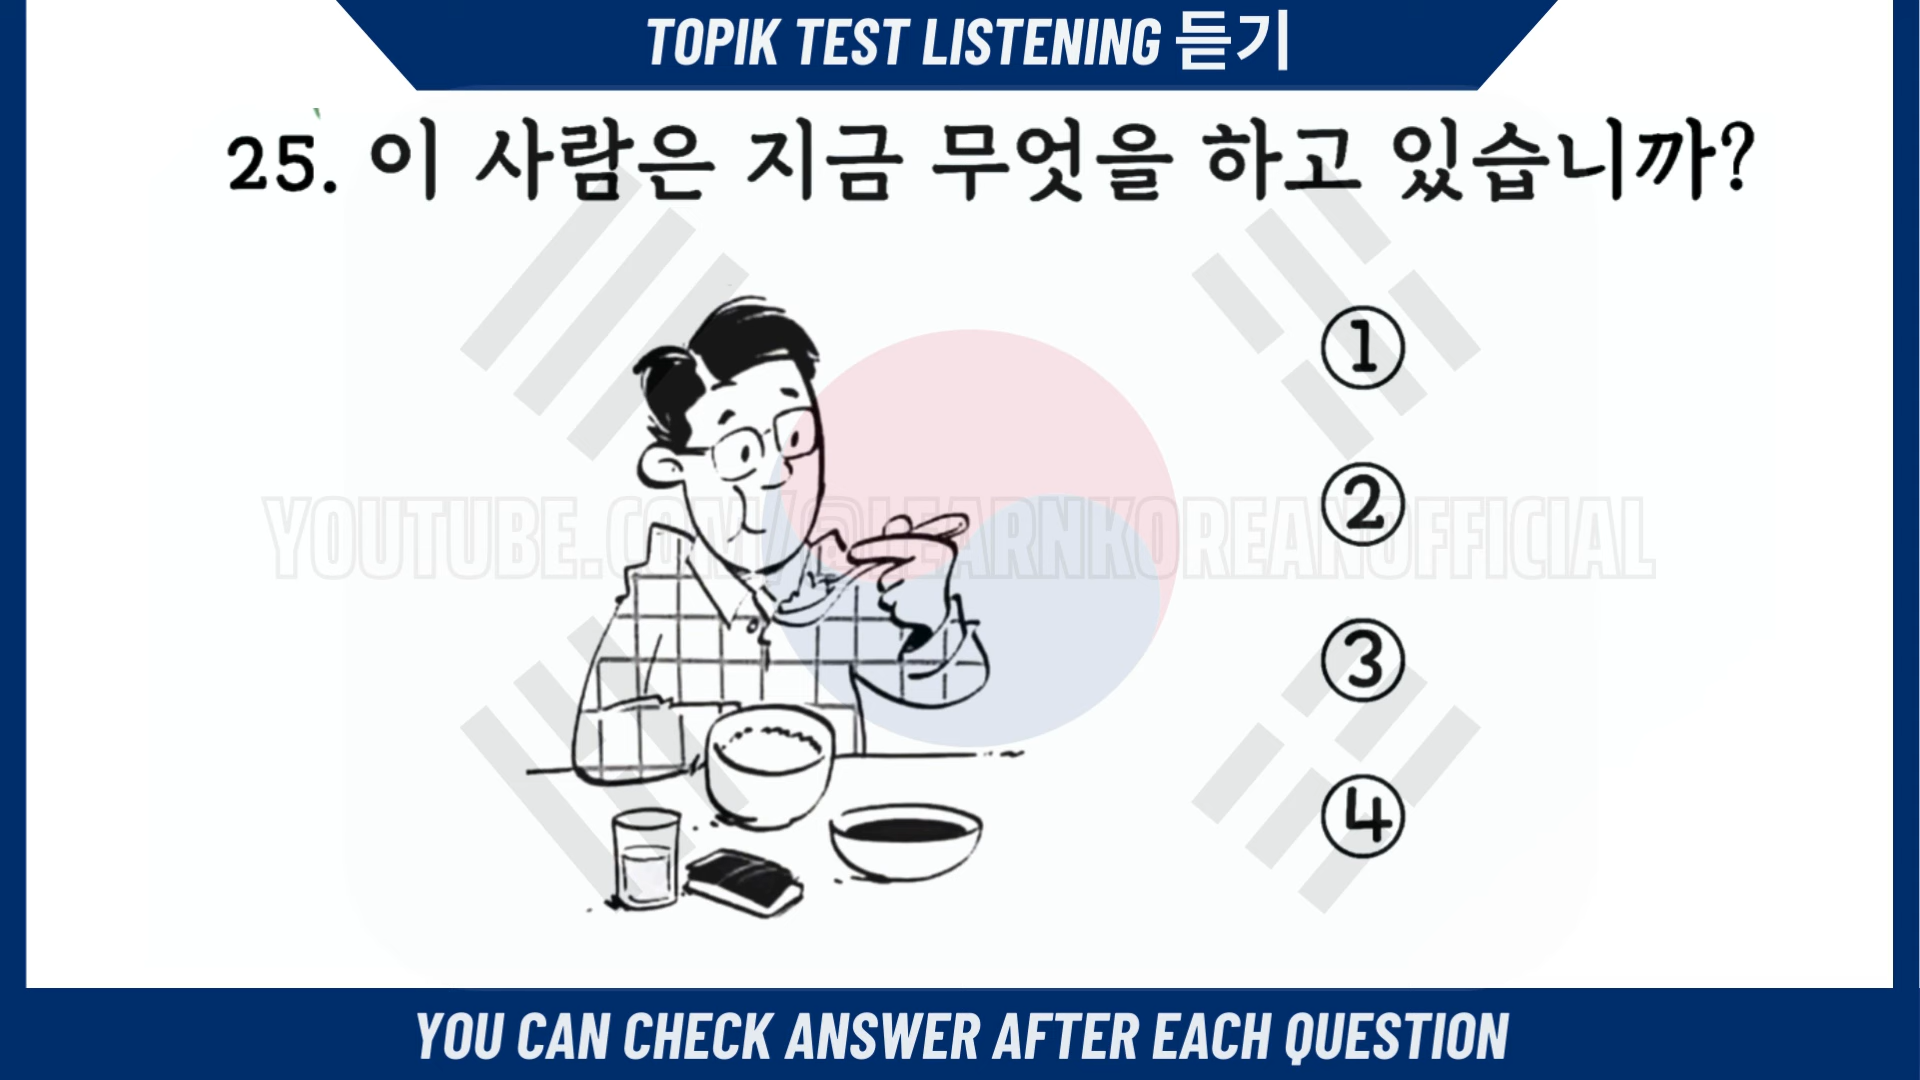 TOPIK TEST LISTENING 듣기
25. 이 사람은 지금 무엇을 하고 있습니까?
①
②
YOUTUBE.COM/@LEARNKOREANOFFICIAL
③
④
YOU CAN CHECK ANSWER AFTER EACH QUESTION